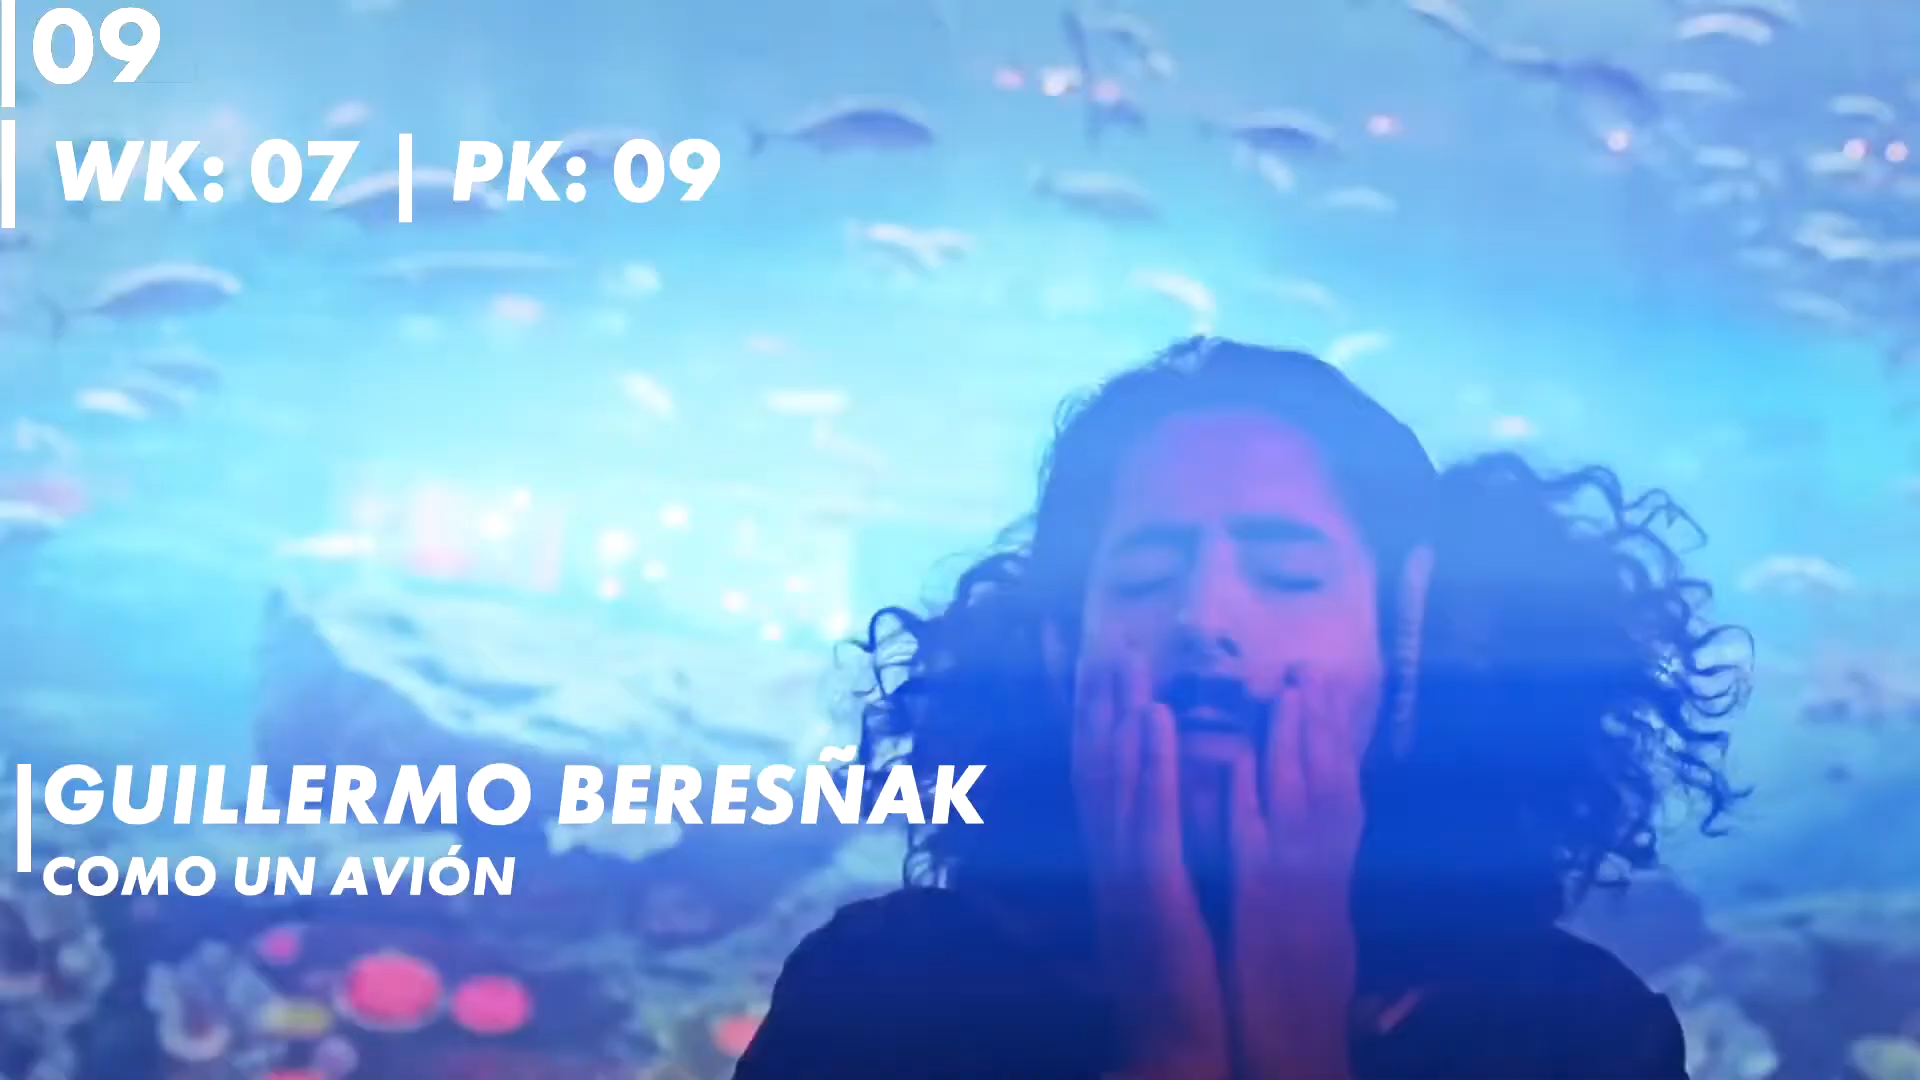 09
WK: 07 | PK: 09
GUILLERMO BERESÑAK
COMO UN AVIÓN